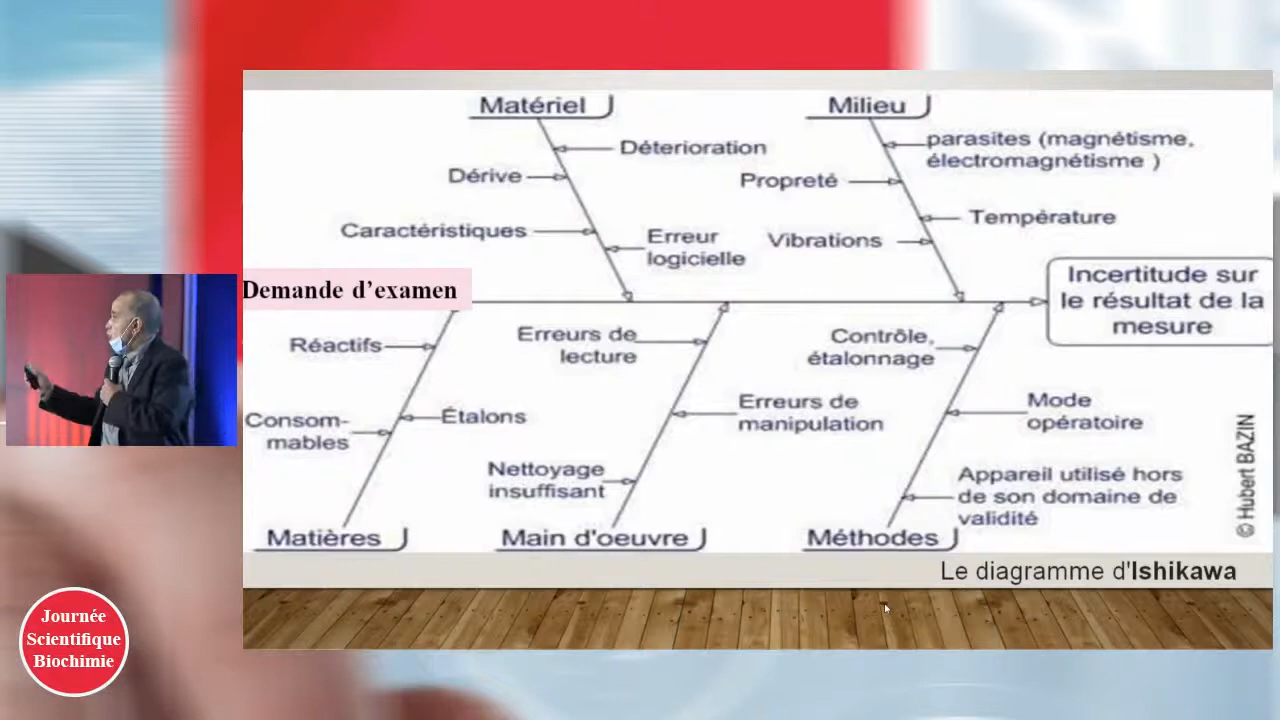 Matériel
Milieu
Déterioration
parasites (magnétisme,
électromagnétisme )
Dérive
Propreté
Caractéristiques
Température
Erreur
logicielle
Vibrations
Demande d'examen
Incertitude sur
le résultat de la
mesure
Réactifs
Erreurs de
lecture
Contrôle,
étalonnage
Consom-
mables
Étalons
Erreurs de
manipulation
Mode
opératoire
Nettoyage
insuffisant
Appareil utilisé hors
de son domaine de
validité
Matières
Main d'oeuvre
Méthodes
© Hubert BAZIN
Le diagramme d'Ishikawa
Journée
Scientifique
Biochimie